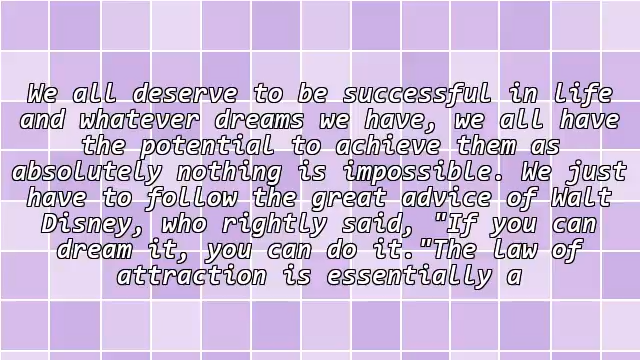 We all deserve to be successful in life
and whatever dreams we have, we all have
the potential to achieve them as
absolutely nothing is impossible. We just
have to follow the great advice of Walt
Disney, who rightly said, "If you can
dream it, you can do it."The law of
attraction is essentially a